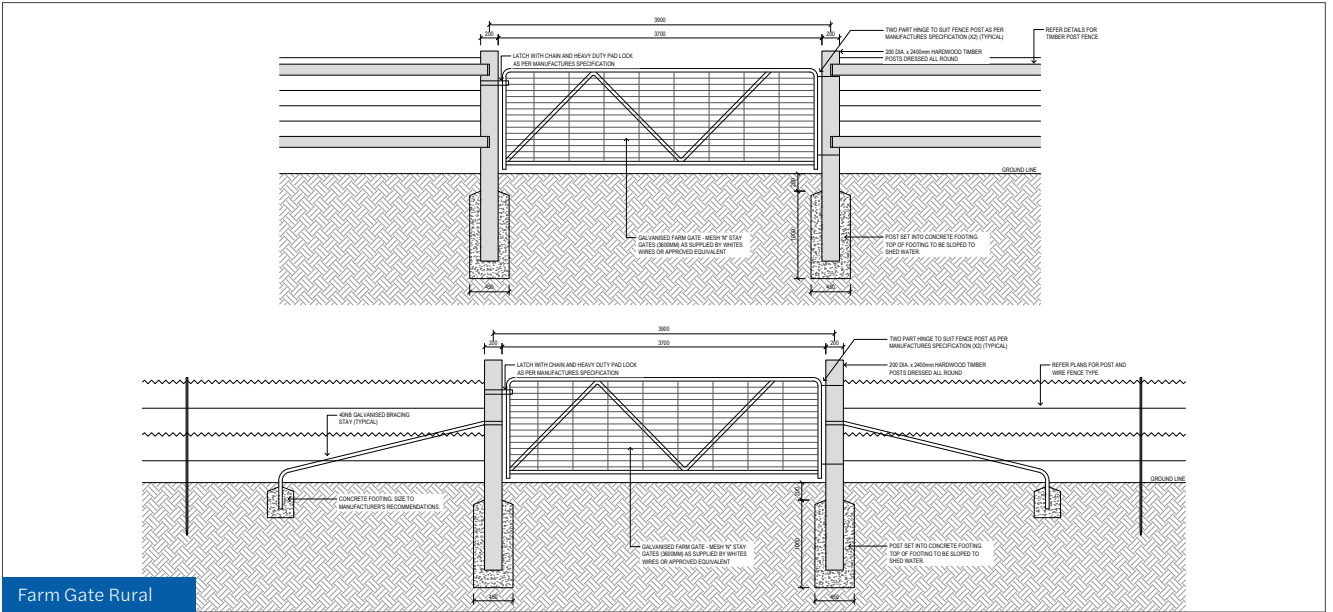 3900
200
3700
200
TWO PART HINGE TO SUIT FENCE POST AS PER
MANUFACTURES SPECIFICATION (X2) (TYPICAL)
REFER DETAILS FOR
TIMBER POST FENCE
200 DIA. x 2400mm HARDWOOD TIMBER
POSTS DRESSED ALL ROUND
LATCH WITH CHAIN AND HEAVY DUTY PAD LOCK
AS PER MANUFACTURES SPECIFICATION
GROUND LINE
200
1000
GALVANISED FARM GATE - MESH 'N' STAY
GATES (3600MM) AS SUPPLIED BY WHITES
WIRES OR APPROVED EQUIVALENT
POST SET INTO CONCRETE FOOTING.
TOP OF FOOTING TO BE SLOPED TO
SHED WATER.
450
450
3900
200
3700
200
TWO PART HINGE TO SUIT FENCE POST AS PER
MANUFACTURES SPECIFICATION (X2) (TYPICAL)
LATCH WITH CHAIN AND HEAVY DUTY PAD LOCK
AS PER MANUFACTURES SPECIFICATION
200 DIA. x 2400mm HARDWOOD TIMBER
POSTS DRESSED ALL ROUND
REFER PLANS FOR POST AND
WIRE FENCE TYPE.
40NB GALVANISED BRACING
STAY (TYPICAL)
GROUND LINE
CONCRETE FOOTING. SIZE TO
MANUFACTURER'S RECOMMENDATIONS.
200
1000
GALVANISED FARM GATE - MESH 'N' STAY
GATES (3600MM) AS SUPPLIED BY WHITES
WIRES OR APPROVED EQUIVALENT
POST SET INTO CONCRETE FOOTING.
TOP OF FOOTING TO BE SLOPED TO
SHED WATER.
450
450
Farm Gate Rural